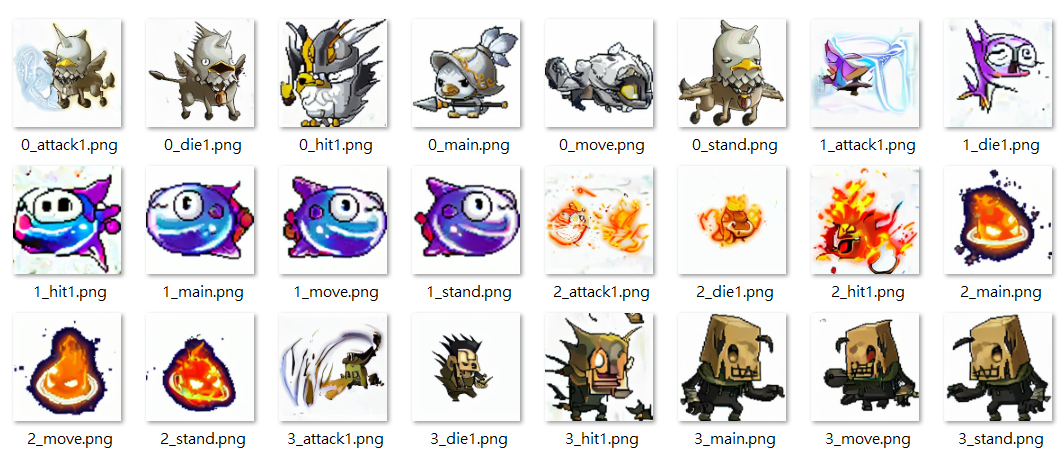 0_attack1.png 0_die1.png 0_hit1.png 0_main.png 0_move.png 0_stand.png 1_attack1.png 1_die1.png
1_hit1.png 1_main.png 1_move.png 1_stand.png 2_attack1.png 2_die1.png 2_hit1.png 2_main.png
2_move.png 2_stand.png 3_attack1.png 3_die1.png 3_hit1.png 3_main.png 3_move.png 3_stand.png